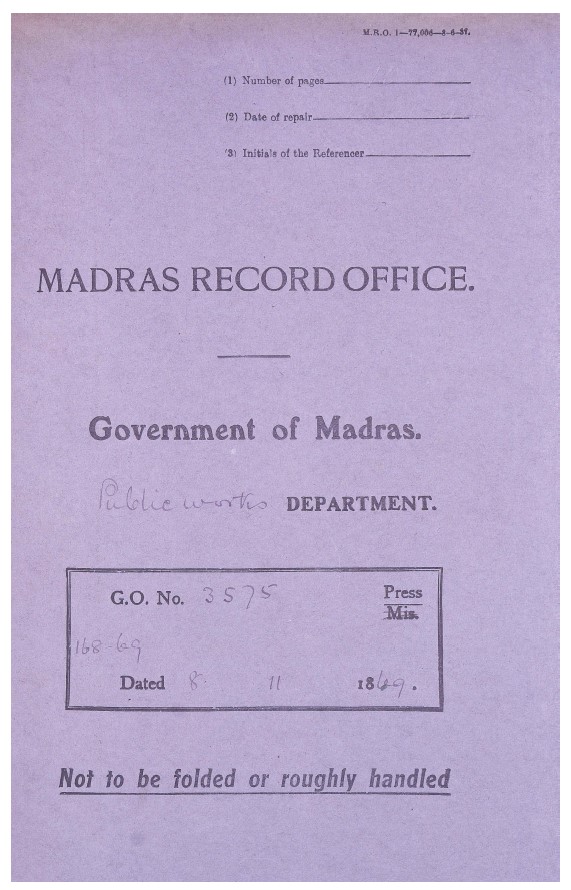 M.R.O. 1—77,006—8-6-37.
(1) Number of pages
(2) Date of repair
(3) Initials of the Referencer
MADRAS RECORD OFFICE.
Government of Madras.
Public works DEPARTMENT.
G.O. No. 3575 Press
Mis.
168-69
Dated 8. 11 1869.
Not to be folded or roughly handled